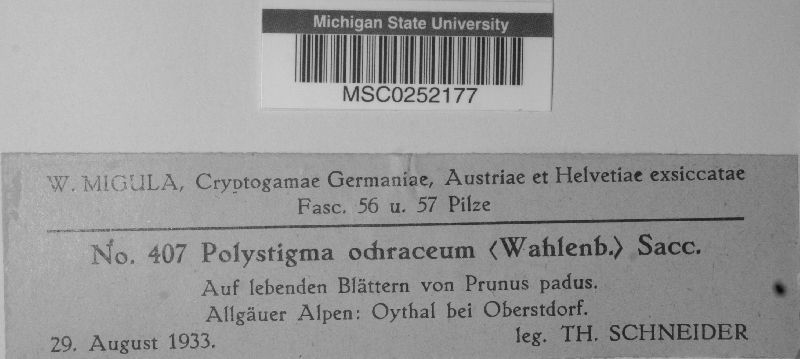 Michigan State University
MSC0252177
W. MIGULA, Cryptogamae Germaniae, Austriae et Helvetiae exsiccatae
Fasc. 56 u. 57 Pilze
No. 407 Polystigma ochraceum (Wahlenb.) Sacc.
Auf lebenden Blättern von Prunus padus.
Allgäuer Alpen: Oythal bei Oberstdorf.
29. August 1933. leg. TH. SCHNEIDER